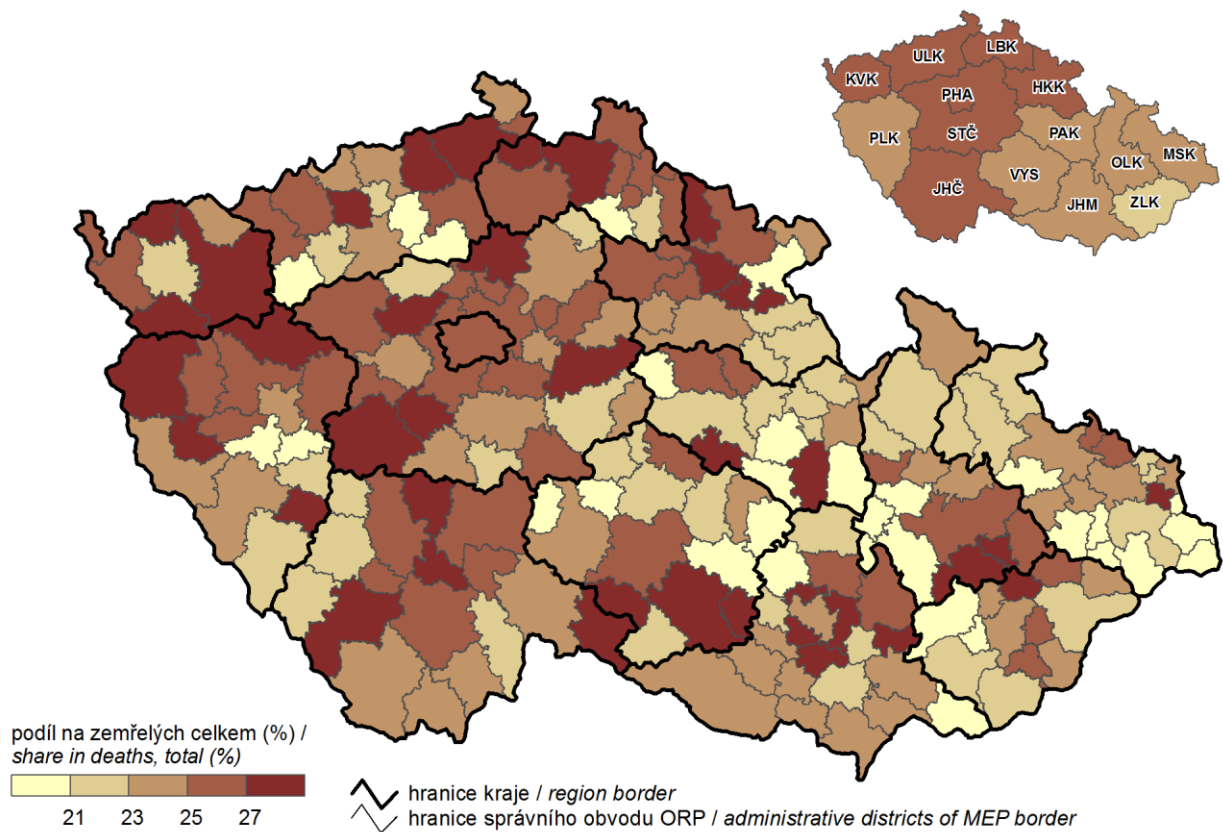 LBK
ULK
KVK
HKK
PHA
PLK
STČ
PAK
OLK
MSK
VYS
JHČ
ZLK
JHM
podíl na zemřelých celkem (%) /
share in deaths, total (%)
21 23 25 27
hranice kraje / region border
hranice správního obvodu ORP / administrative districts of MEP border